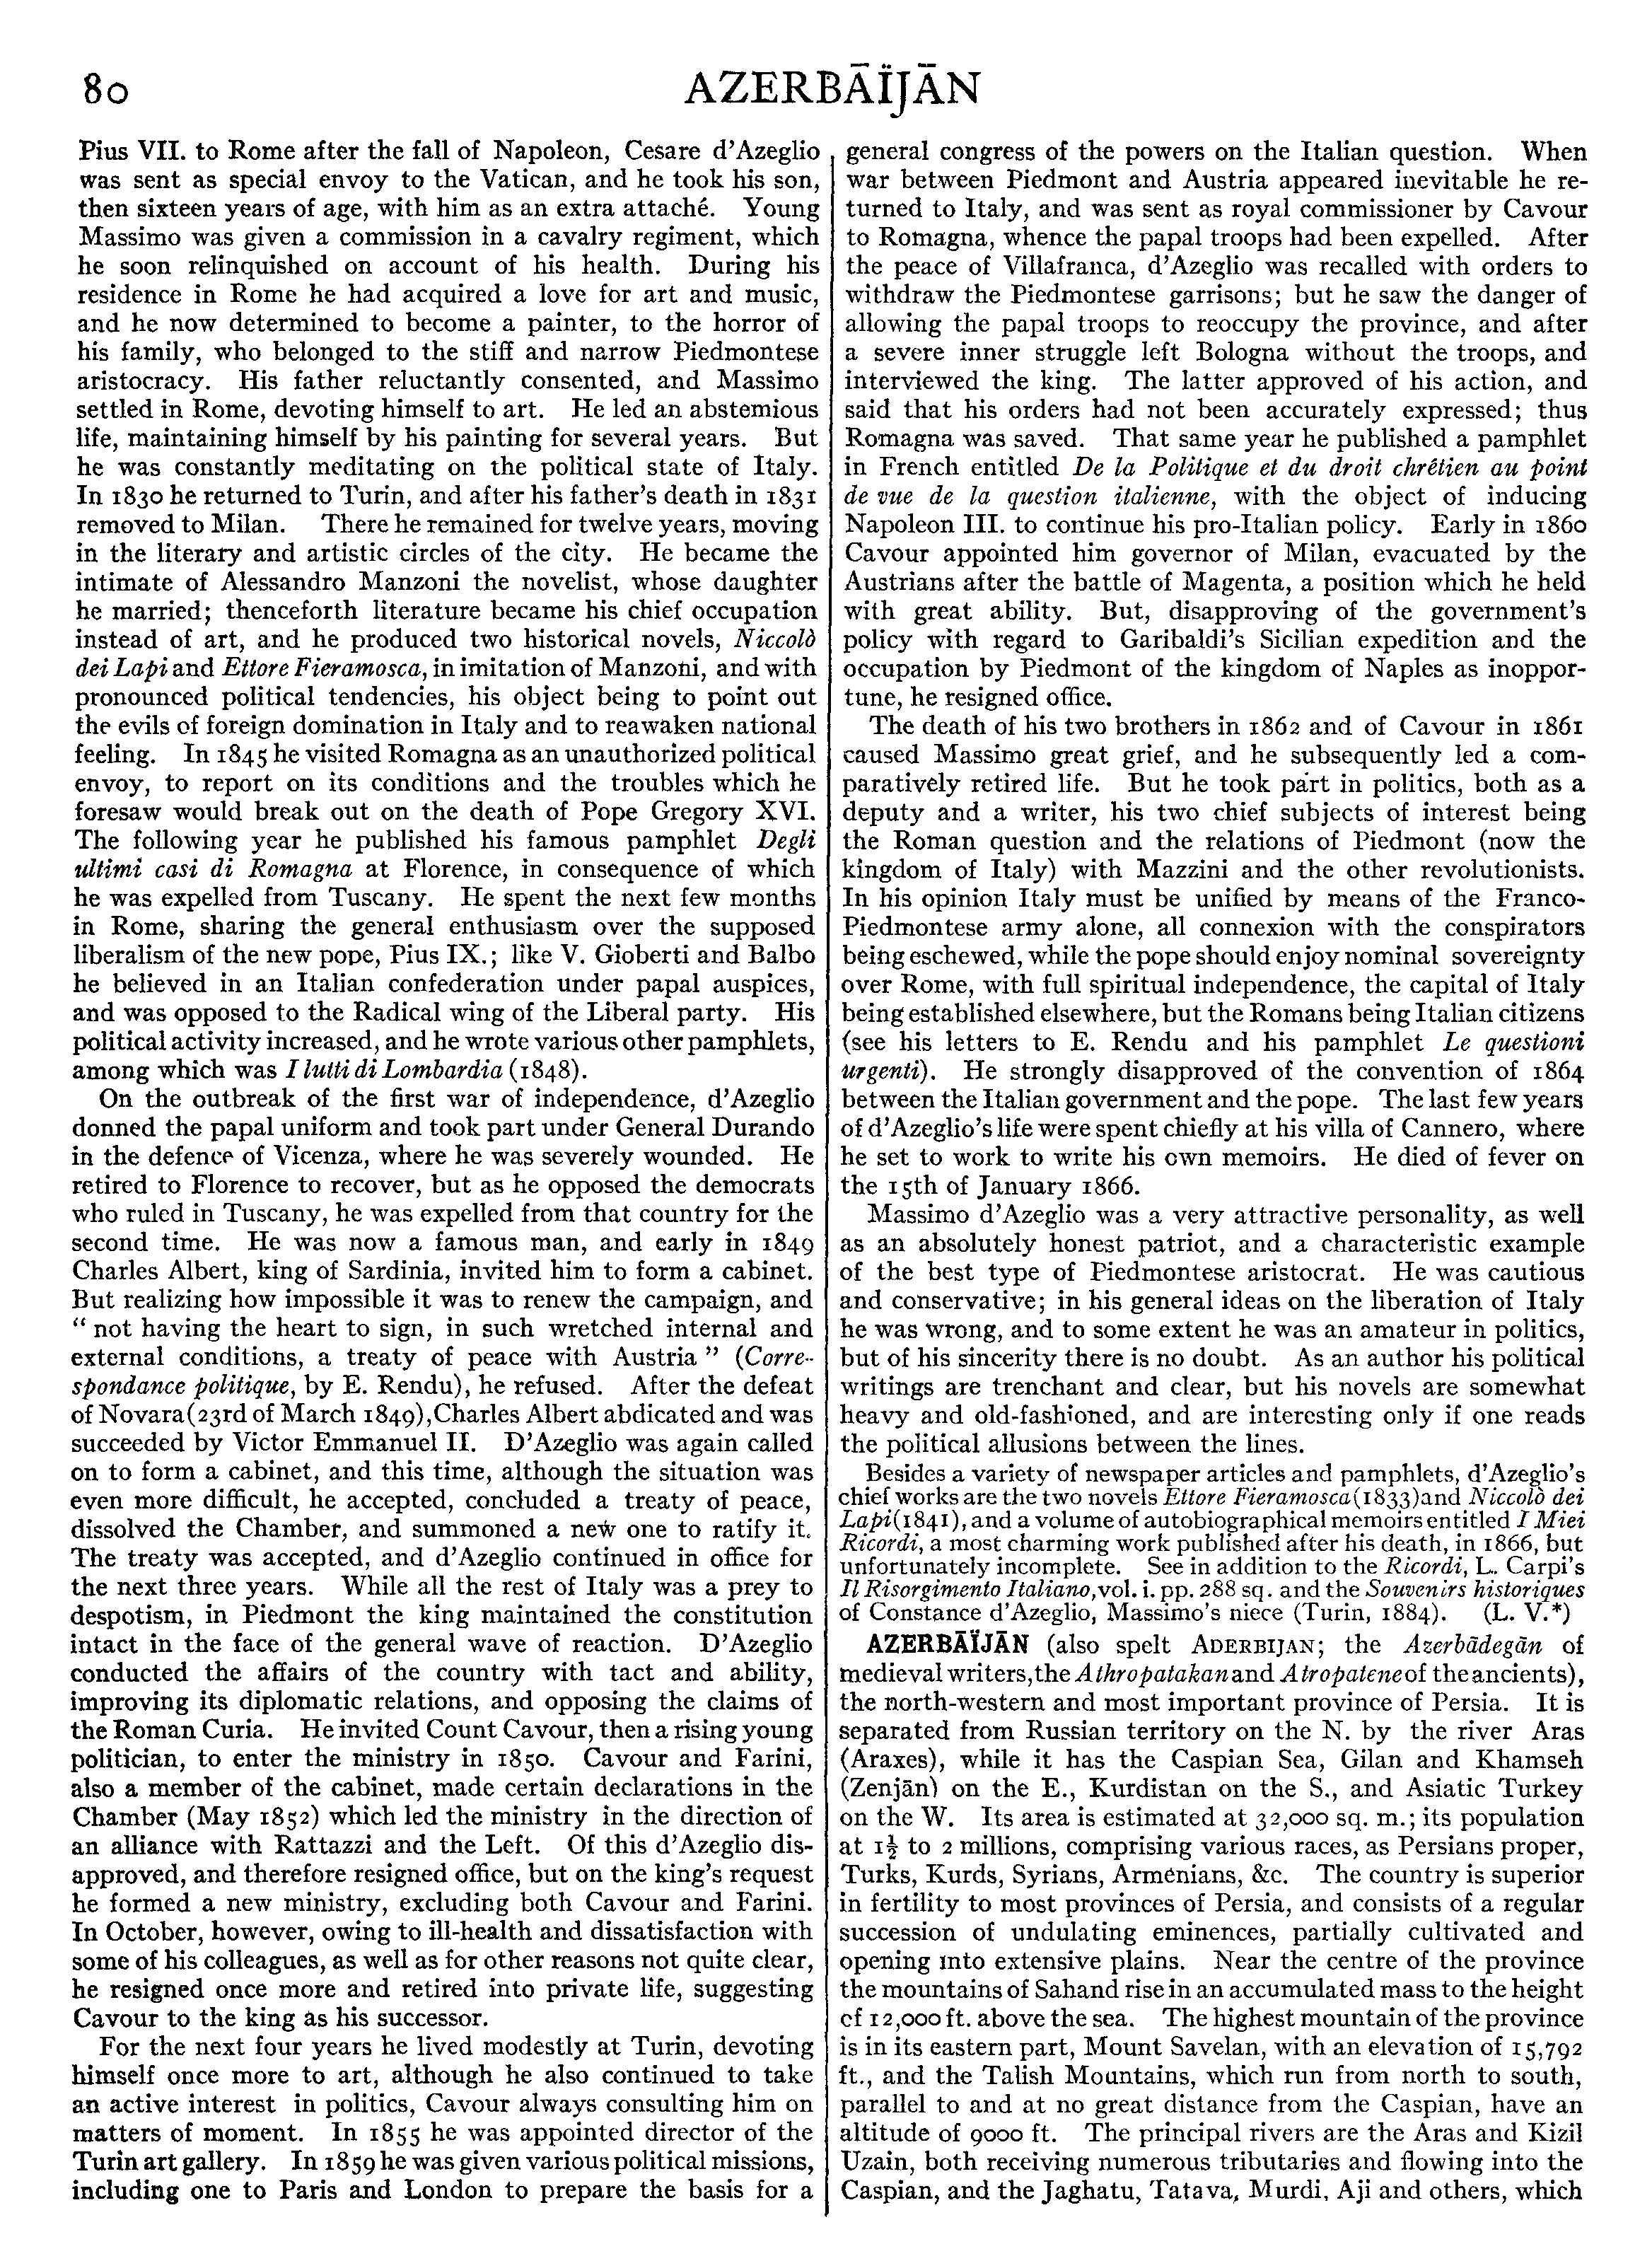 80
AZERBĀÏJĀN
Pius VII. to Rome after the fall of Napoleon, Cesare d'Azeglio
was sent as special envoy to the Vatican, and he took his son,
then sixteen years of age, with him as an extra attaché. Young
Massimo was given a commission in a cavalry regiment, which
he soon relinquished on account of his health. During his
residence in Rome he had acquired a love for art and music,
and he now determined to become a painter, to the horror of
his family, who belonged to the stiff and narrow Piedmontese
aristocracy. His father reluctantly consented, and Massimo
settled in Rome, devoting himself to art. He led an abstemious
life, maintaining himself by his painting for several years. But
he was constantly meditating on the political state of Italy.
In 1830 he returned to Turin, and after his father's death in 1831
removed to Milan. There he remained for twelve years, moving
in the literary and artistic circles of the city. He became the
intimate of Alessandro Manzoni the novelist, whose daughter
he married; thenceforth literature became his chief occupation
instead of art, and he produced two historical novels, Niccolò
dei Lapi and Ettore Fieramosca, in imitation of Manzoni, and with
pronounced political tendencies, his object being to point out
the evils of foreign domination in Italy and to reawaken national
feeling. In 1845 he visited Romagna as an unauthorized political
envoy, to report on its conditions and the troubles which he
foresaw would break out on the death of Pope Gregory XVI.
The following year he published his famous pamphlet Degli
ultimi casi di Romagna at Florence, in consequence of which
he was expelled from Tuscany. He spent the next few months
in Rome, sharing the general enthusiasm over the supposed
liberalism of the new pope, Pius IX.; like V. Gioberti and Balbo
he believed in an Italian confederation under papal auspices,
and was opposed to the Radical wing of the Liberal party. His
political activity increased, and he wrote various other pamphlets,
among which was I lutti di Lombardia (1848).
On the outbreak of the first war of independence, d'Azeglio
donned the papal uniform and took part under General Durando
in the defence of Vicenza, where he was severely wounded. He
retired to Florence to recover, but as he opposed the democrats
who ruled in Tuscany, he was expelled from that country for the
second time. He was now a famous man, and early in 1849
Charles Albert, king of Sardinia, invited him to form a cabinet.
But realizing how impossible it was to renew the campaign, and
“ not having the heart to sign, in such wretched internal and
external conditions, a treaty of peace with Austria ” (Corre-
spondance politique, by E. Rendu), he refused. After the defeat
of Novara (23rd of March 1849), Charles Albert abdicated and was
succeeded by Victor Emmanuel II. D'Azeglio was again called
on to form a cabinet, and this time, although the situation was
even more difficult, he accepted, concluded a treaty of peace,
dissolved the Chamber, and summoned a new one to ratify it.
The treaty was accepted, and d'Azeglio continued in office for
the next three years. While all the rest of Italy was a prey to
despotism, in Piedmont the king maintained the constitution
intact in the face of the general wave of reaction. D'Azeglio
conducted the affairs of the country with tact and ability,
improving its diplomatic relations, and opposing the claims of
the Roman Curia. He invited Count Cavour, then a rising young
politician, to enter the ministry in 1850. Cavour and Farini,
also a member of the cabinet, made certain declarations in the
Chamber (May 1852) which led the ministry in the direction of
an alliance with Rattazzi and the Left. Of this d'Azeglio dis-
approved, and therefore resigned office, but on the king's request
he formed a new ministry, excluding both Cavour and Farini.
In October, however, owing to ill-health and dissatisfaction with
some of his colleagues, as well as for other reasons not quite clear,
he resigned once more and retired into private life, suggesting
Cavour to the king as his successor.
For the next four years he lived modestly at Turin, devoting
himself once more to art, although he also continued to take
an active interest in politics, Cavour always consulting him on
matters of moment. In 1855 he was appointed director of the
Turin art gallery. In 1859 he was given various political missions,
including one to Paris and London to prepare the basis for a
general congress of the powers on the Italian question. When
war between Piedmont and Austria appeared inevitable he re-
turned to Italy, and was sent as royal commissioner by Cavour
to Romagna, whence the papal troops had been expelled. After
the peace of Villafranca, d'Azeglio was recalled with orders to
withdraw the Piedmontese garrisons; but he saw the danger of
allowing the papal troops to reoccupy the province, and after
a severe inner struggle left Bologna without the troops, and
interviewed the king. The latter approved of his action, and
said that his orders had not been accurately expressed; thus
Romagna was saved. That same year he published a pamphlet
in French entitled De la Politique et du droit chrétien au point
de vue de la question italienne, with the object of inducing
Napoleon III. to continue his pro-Italian policy. Early in 1860
Cavour appointed him governor of Milan, evacuated by the
Austrians after the battle of Magenta, a position which he held
with great ability. But, disapproving of the government's
policy with regard to Garibaldi's Sicilian expedition and the
occupation by Piedmont of the kingdom of Naples as inoppor-
tune, he resigned office.
The death of his two brothers in 1862 and of Cavour in 1861
caused Massimo great grief, and he subsequently led a com-
paratively retired life. But he took part in politics, both as a
deputy and a writer, his two chief subjects of interest being
the Roman question and the relations of Piedmont (now the
kingdom of Italy) with Mazzini and the other revolutionists.
In his opinion Italy must be unified by means of the Franco-
Piedmontese army alone, all connexion with the conspirators
being eschewed, while the pope should enjoy nominal sovereignty
over Rome, with full spiritual independence, the capital of Italy
being established elsewhere, but the Romans being Italian citizens
(see his letters to E. Rendu and his pamphlet Le questioni
urgenti). He strongly disapproved of the convention of 1864
between the Italian government and the pope. The last few years
of d'Azeglio's life were spent chiefly at his villa of Cannero, where
he set to work to write his own memoirs. He died of fever on
the 15th of January 1866.
Massimo d'Azeglio was a very attractive personality, as well
as an absolutely honest patriot, and a characteristic example
of the best type of Piedmontese aristocrat. He was cautious
and conservative; in his general ideas on the liberation of Italy
he was wrong, and to some extent he was an amateur in politics,
but of his sincerity there is no doubt. As an author his political
writings are trenchant and clear, but his novels are somewhat
heavy and old-fashioned, and are interesting only if one reads
the political allusions between the lines.
Besides a variety of newspaper articles and pamphlets, d'Azeglio's
chief works are the two novels Ettore Fieramosca (1833) and Niccolò dei
Lapi (1841), and a volume of autobiographical memoirs entitled I Miei
Ricordi, a most charming work published after his death, in 1866, but
unfortunately incomplete. See in addition to the Ricordi, L. Carpi's
Il Risorgimento Italiano, vol. i. pp. 288 sq. and the Souvenirs historiques
of Constance d'Azeglio, Massimo's niece (Turin, 1884). (L. V.*)
AZERBĀÏJĀN (also spelt ADERBIJAN; the Azerbādegān of
medieval writers, the Athropatakan and Atropatene of the ancients),
the north-western and most important province of Persia. It is
separated from Russian territory on the N. by the river Aras
(Araxes), while it has the Caspian Sea, Gilan and Khamseh
(Zenjān) on the E., Kurdistan on the S., and Asiatic Turkey
on the W. Its area is estimated at 32,000 sq. m.; its population
at 1½ to 2 millions, comprising various races, as Persians proper,
Turks, Kurds, Syrians, Armenians, &c. The country is superior
in fertility to most provinces of Persia, and consists of a regular
succession of undulating eminences, partially cultivated and
opening into extensive plains. Near the centre of the province
the mountains of Sahand rise in an accumulated mass to the height
of 12,000 ft. above the sea. The highest mountain of the province
is in its eastern part, Mount Savelan, with an elevation of 15,792
ft., and the Talish Mountains, which run from north to south,
parallel to and at no great distance from the Caspian, have an
altitude of 9000 ft. The principal rivers are the Aras and Kizil
Uzain, both receiving numerous tributaries and flowing into the
Caspian, and the Jaghatu, Tatava, Murdi, Aji and others, which